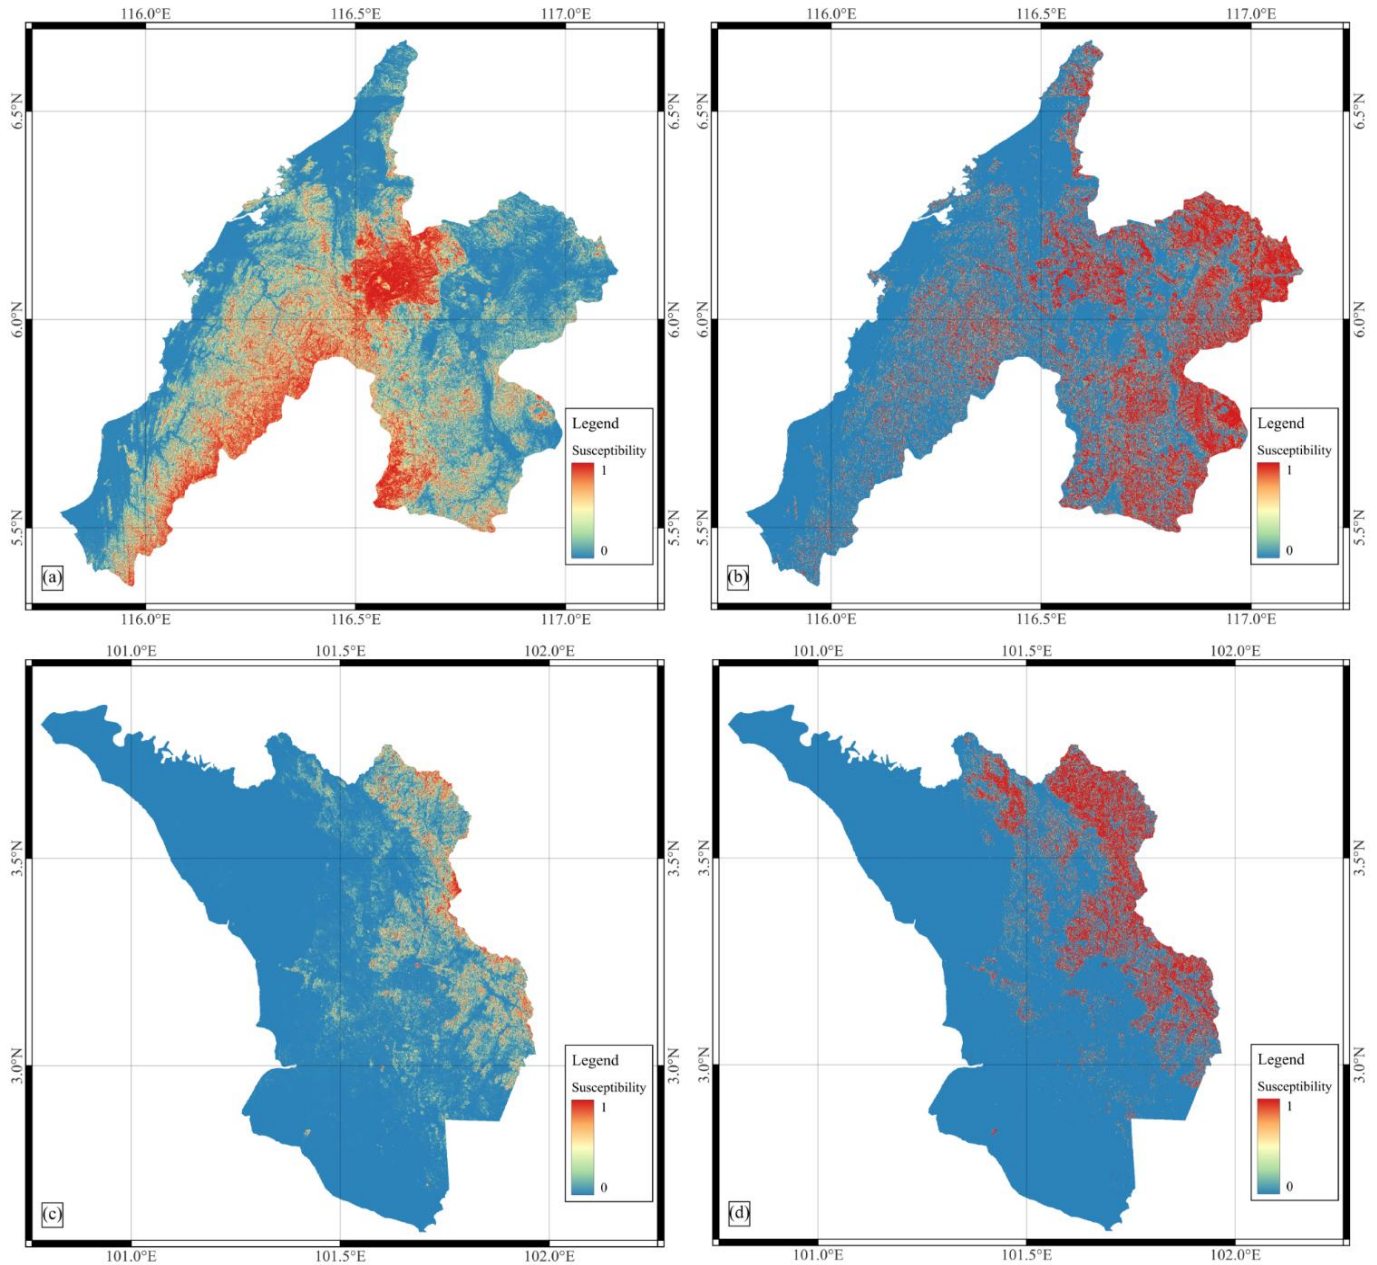 116.0°E 116.5°E 117.0°E
116.0°E 116.5°E 117.0°E
6.5°N 6.5°N 6.5°N 6.5°N
6.0°N 6.0°N 6.0°N 6.0°N
Legend
Susceptibility
1
0
Legend
Susceptibility
1
0
5.5°N 5.5°N 5.5°N 5.5°N
(a)
(b)
116.0°E 116.5°E 117.0°E
116.0°E 116.5°E 117.0°E
101.0°E 101.5°E 102.0°E
101.0°E 101.5°E 102.0°E
3.5°N 3.5°N 3.5°N 3.5°N
3.0°N 3.0°N 3.0°N 3.0°N
Legend
Susceptibility
1
0
Legend
Susceptibility
1
0
(c)
(d)
101.0°E 101.5°E 102.0°E
101.0°E 101.5°E 102.0°E